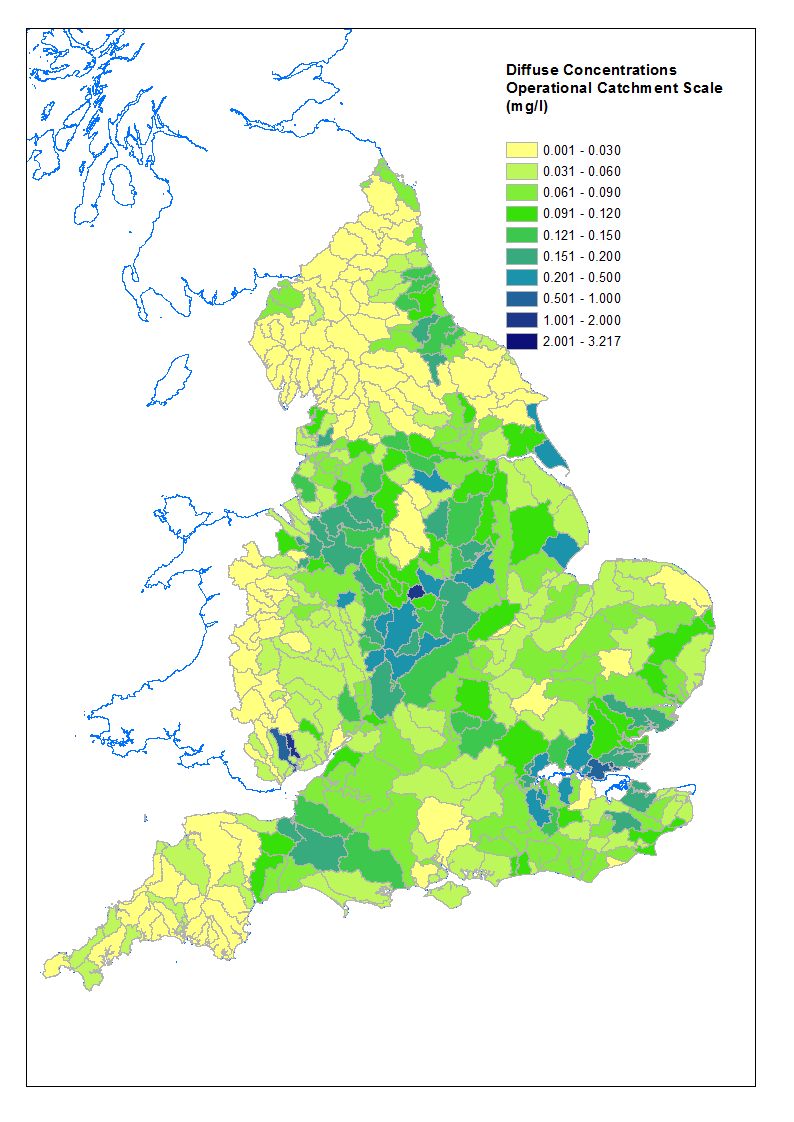 Diffuse Concentrations
Operational Catchment Scale
(mg/l)
0.001 - 0.030
0.031 - 0.060
0.061 - 0.090
0.091 - 0.120
0.121 - 0.150
0.151 - 0.200
0.201 - 0.500
0.501 - 1.000
1.001 - 2.000
2.001 - 3.217